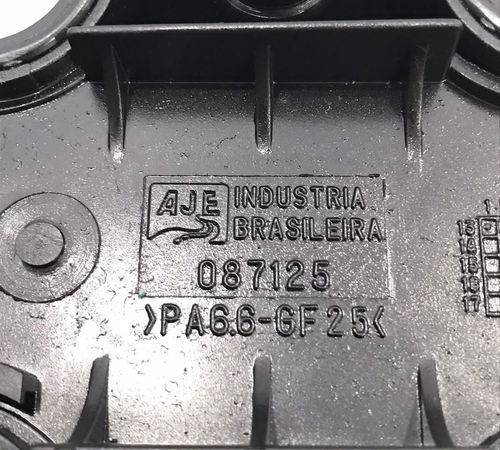 AJE INDUSTRIA
BRASILEIRA
087125
>PA6.6-GF25<
13
14
15
16
17